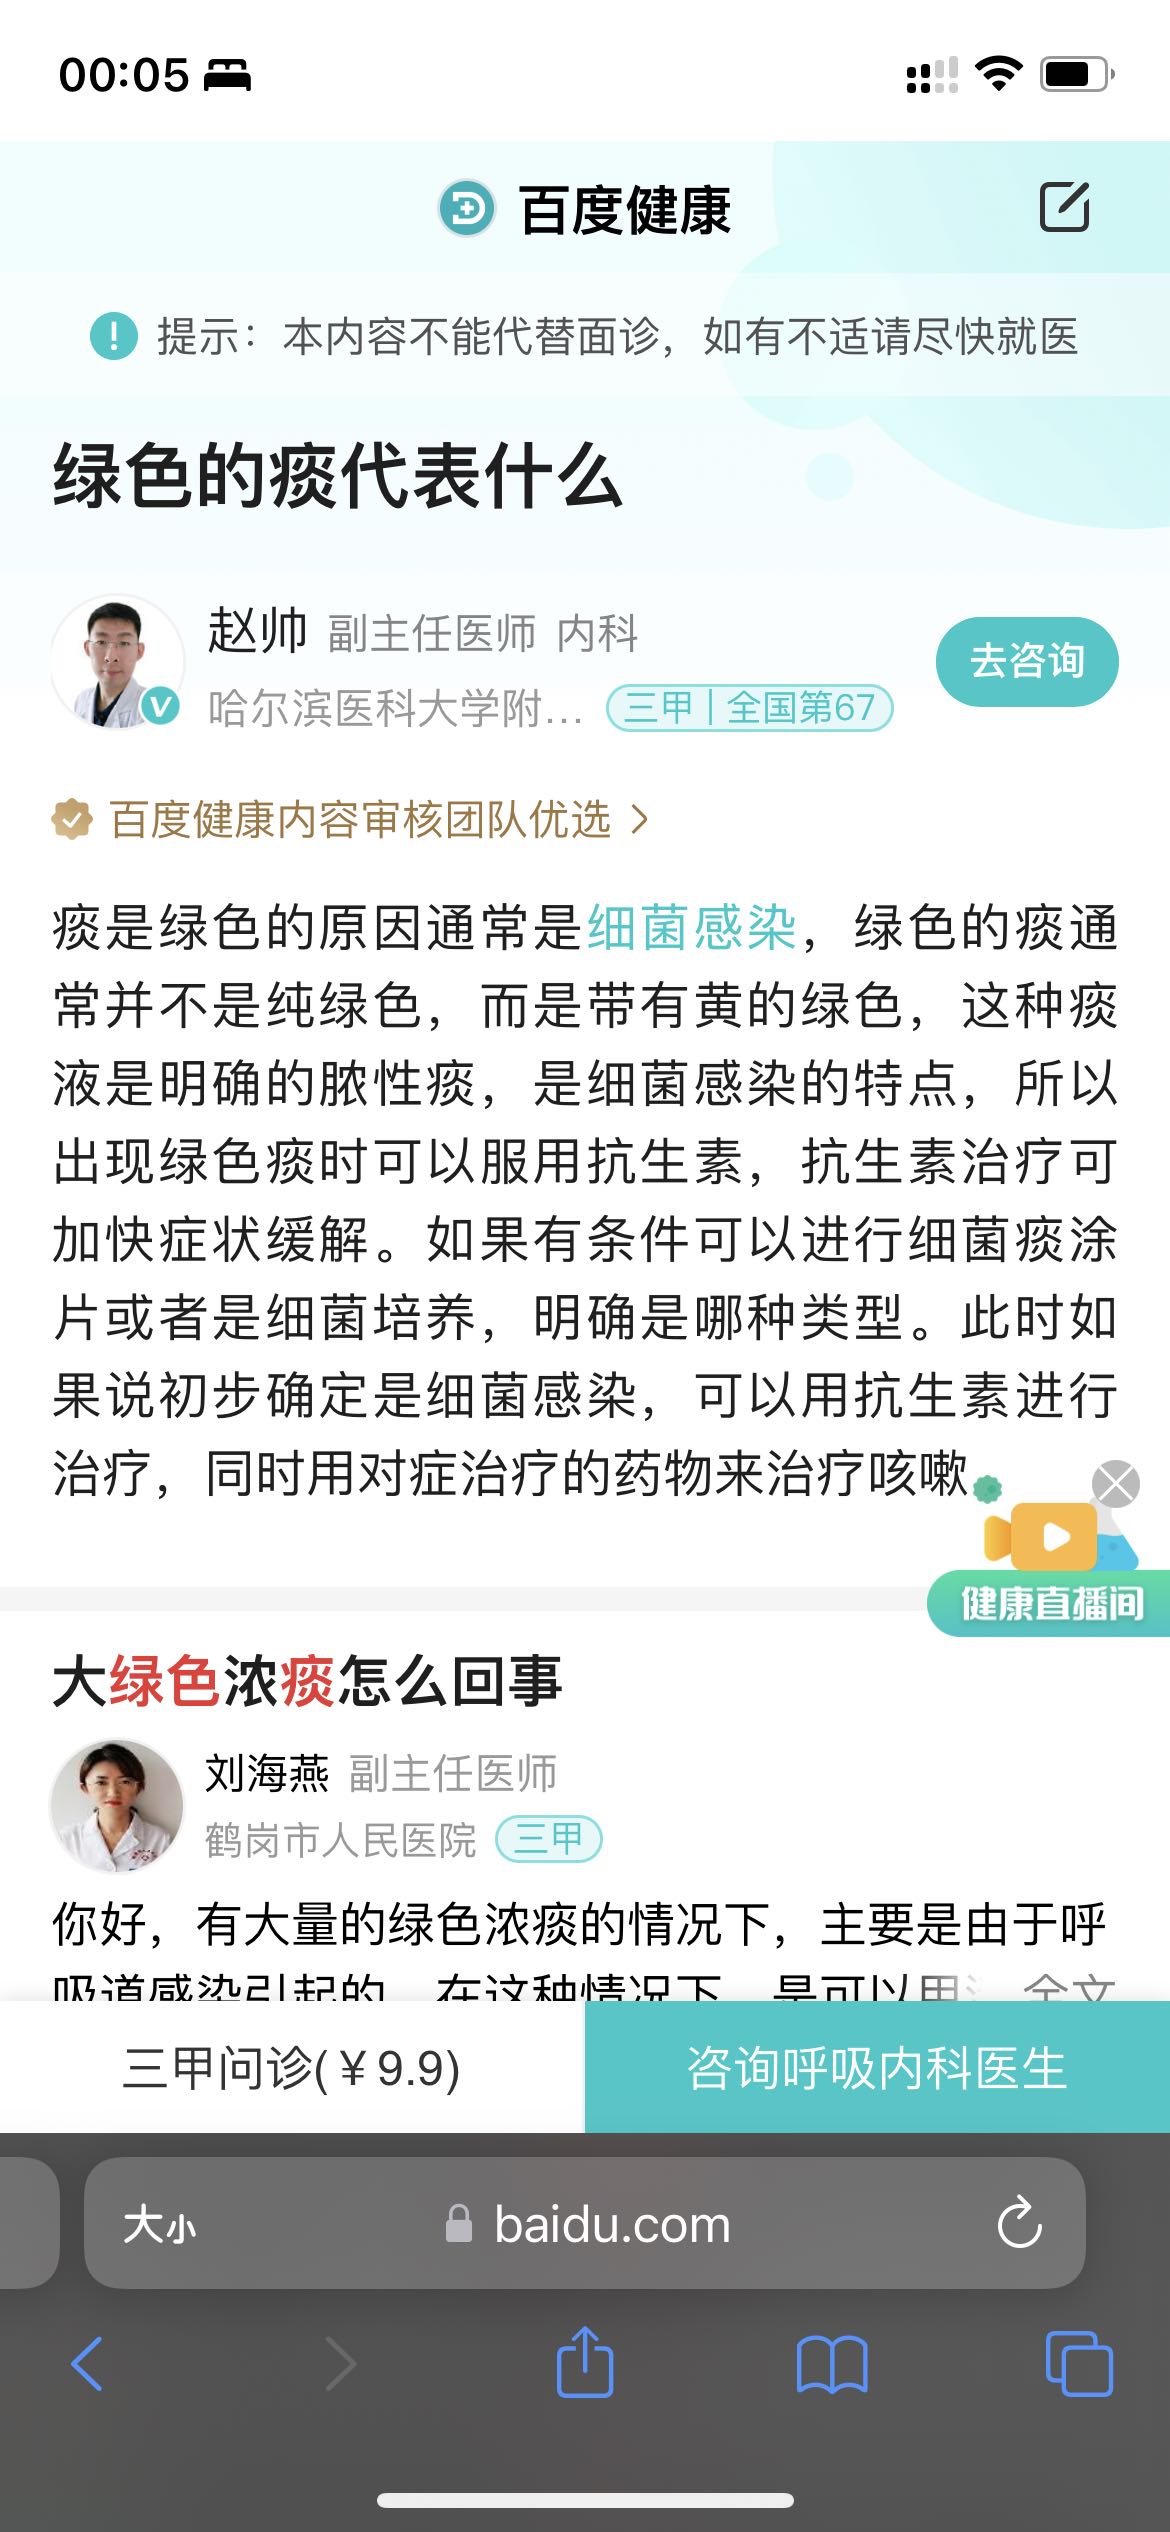 00:05
百度健康
提示：本内容不能代替面诊，如有不适请尽快就医
绿色的痰代表什么
赵帅 副主任医师 内科
去咨询
哈尔滨医科大学附... 三甲 | 全国第67
百度健康内容审核团队优选
痰是绿色的原因通常是细菌感染，绿色的痰通
常并不是纯绿色，而是带有黄的绿色，这种痰
液是明确的脓性痰，是细菌感染的特点，所以
出现绿色痰时可以服用抗生素，抗生素治疗可
加快症状缓解。如果有条件可以进行细菌痰涂
片或者是细菌培养，明确是哪种类型。此时如
果说初步确定是细菌感染，可以用抗生素进行
治疗，同时用对症治疗的药物来治疗咳嗽
健康直播间
大绿色浓痰怎么回事
刘海燕 副主任医师
鹤岗市人民医院 三甲
你好，有大量的绿色浓痰的情况下，主要是由于呼
吸道感染引起的，在这种情况下，是可以用 全文
三甲问诊(￥9.9)
咨询呼吸内科医生
大小 baidu.com